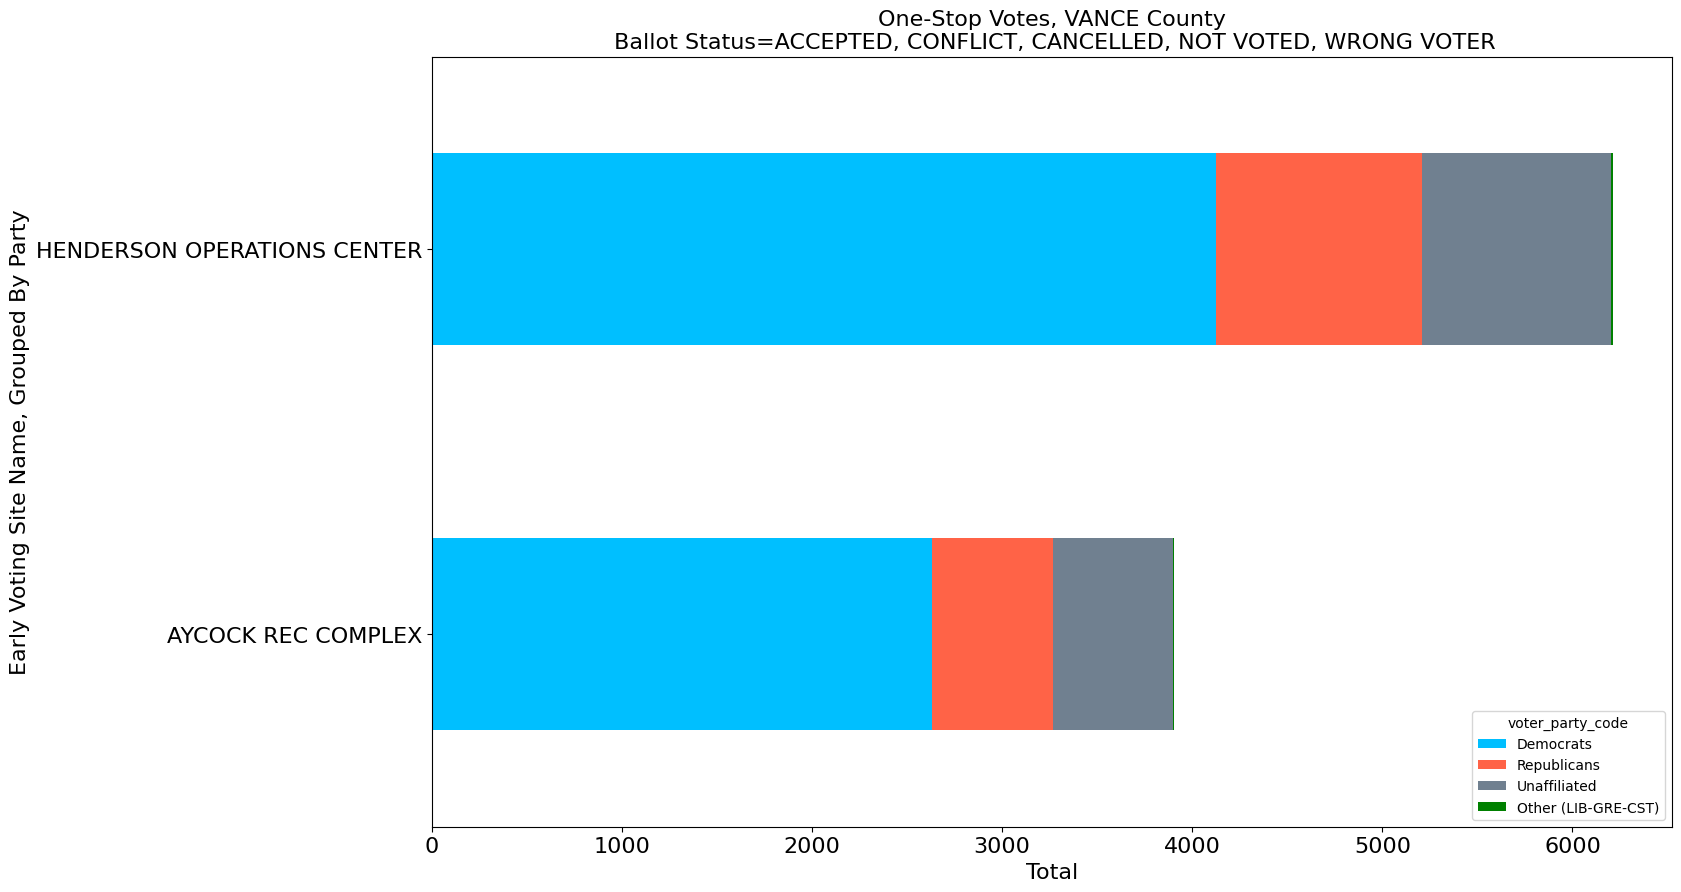 One-Stop Votes, VANCE County
Ballot Status=ACCEPTED, CONFLICT, CANCELLED, NOT VOTED, WRONG VOTER
Early Voting Site Name, Grouped By Party
HENDERSON OPERATIONS CENTER
AYCOCK REC COMPLEX
voter_party_code
Democrats
Republicans
Unaffiliated
Other (LIB-GRE-CST)
0 1000 2000 3000 4000 5000 6000
Total